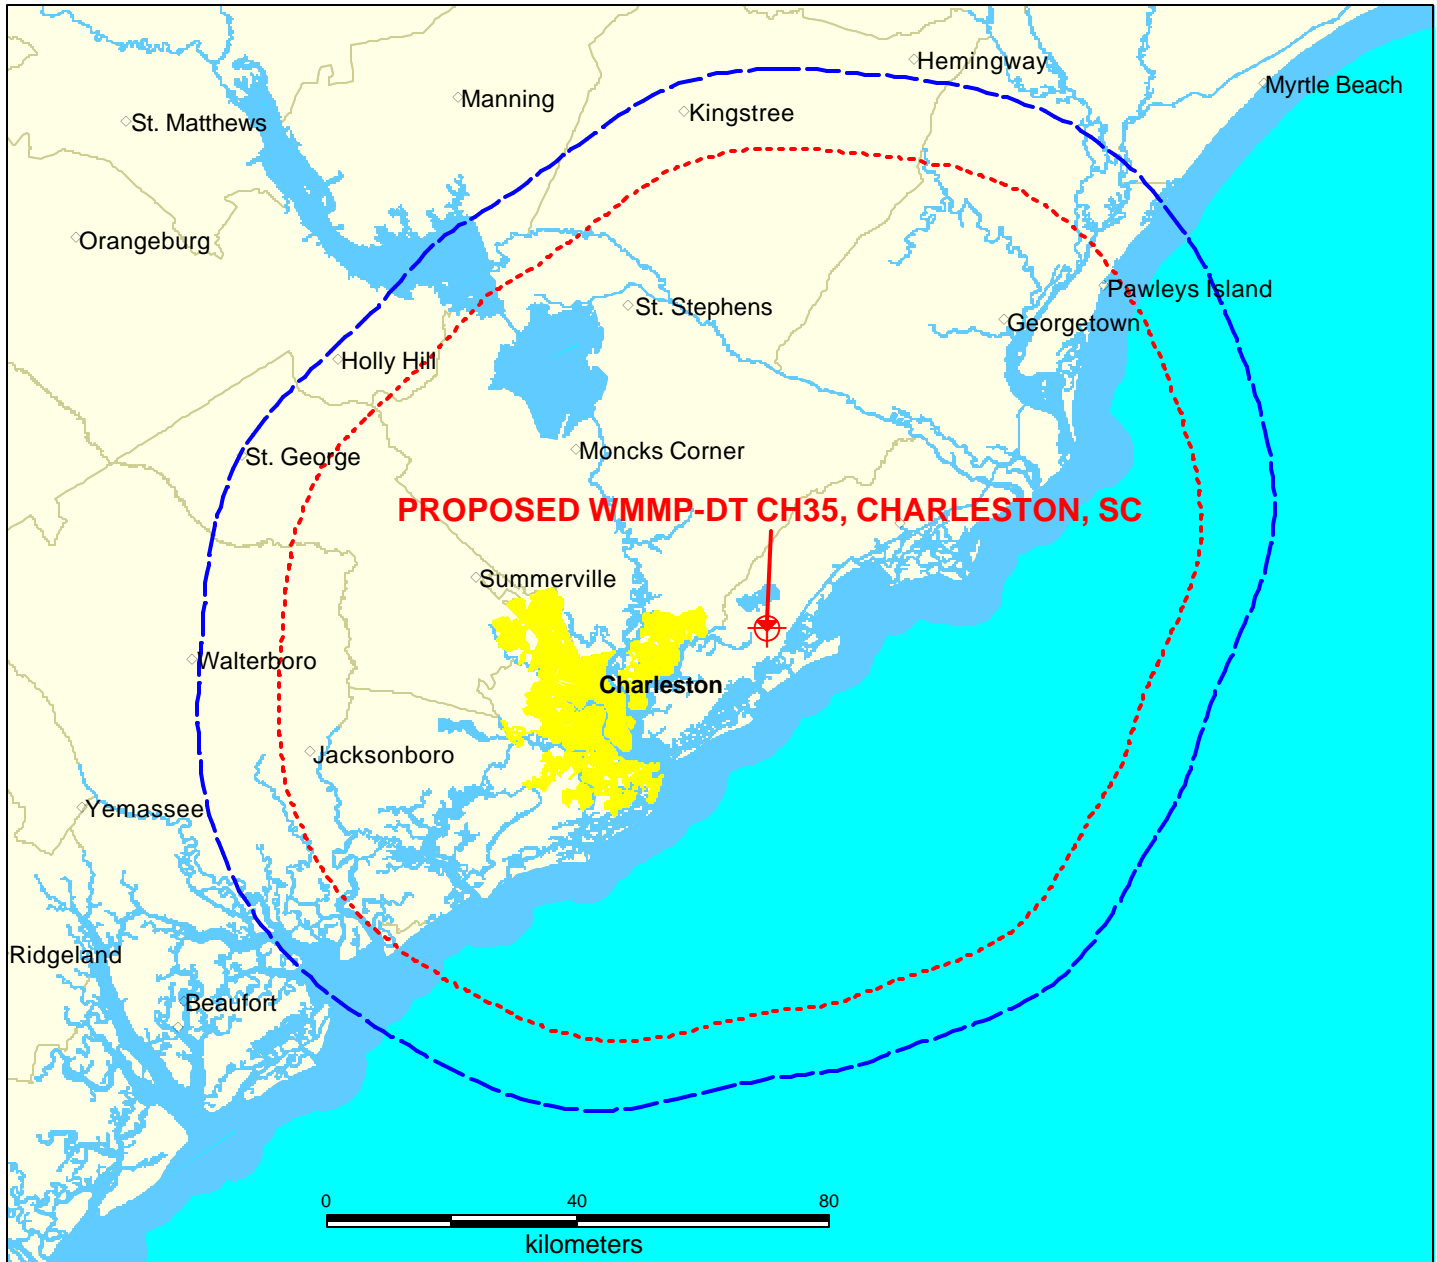 Hemingway
Myrtle Beach
Manning
Kingstree
St. Matthews
Orangeburg
Pawleys Island
St. Stephens
Georgetown
Holly Hill
St. George
Moncks Corner
PROPOSED WMMP-DT CH35, CHARLESTON, SC
Summerville
Walterboro
Charleston
Jacksonboro
Yemassee
Ridgeland
Beaufort
0 40 80
kilometers